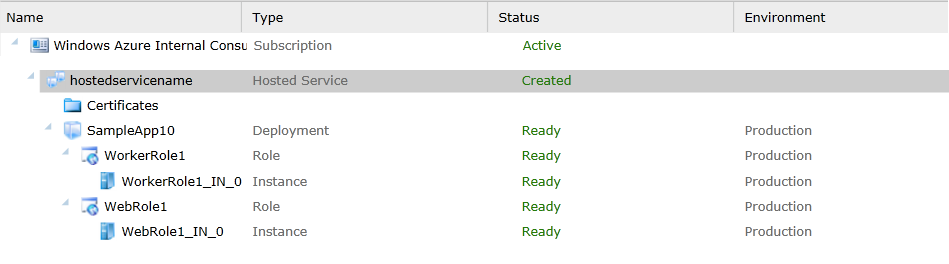 Name Type Status Environment
Windows Azure Internal Consu Subscription Active
hostedservicename Hosted Service Created
Certificates
SampleApp10 Deployment Ready Production
WorkerRole1 Role Ready Production
WorkerRole1_IN_0 Instance Ready Production
WebRole1 Role Ready Production
WebRole1_IN_0 Instance Ready Production